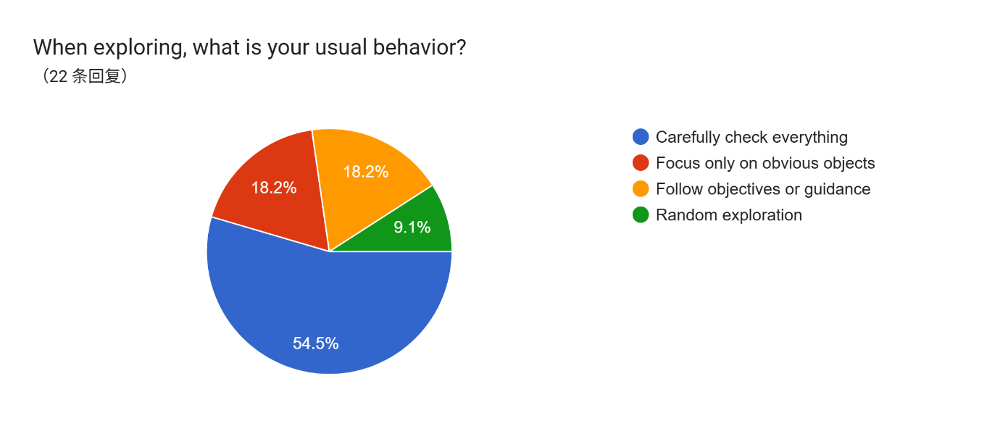 When exploring, what is your usual behavior?
（22 条回复）
Carefully check everything
Focus only on obvious objects
Follow objectives or guidance
Random exploration
18.2%
18.2%
9.1%
54.5%